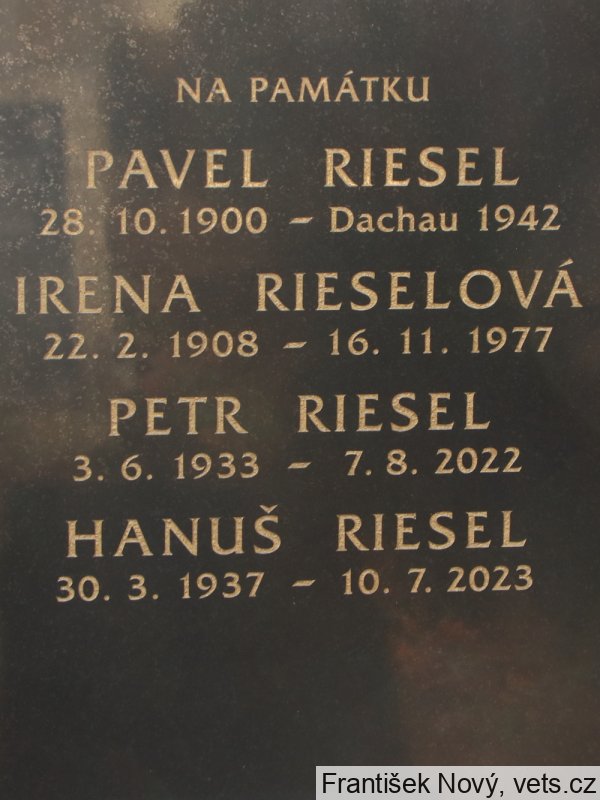 NA PAMÁTKU
PAVEL RIESEL
28. 10. 1900 – Dachau 1942
IRENA RIESELOVÁ
22. 2. 1908 – 16. 11. 1977
PETR RIESEL
3. 6. 1933 – 7. 8. 2022
HANUŠ RIESEL
30. 3. 1937 – 10. 7. 2023
František Nový, vets.cz